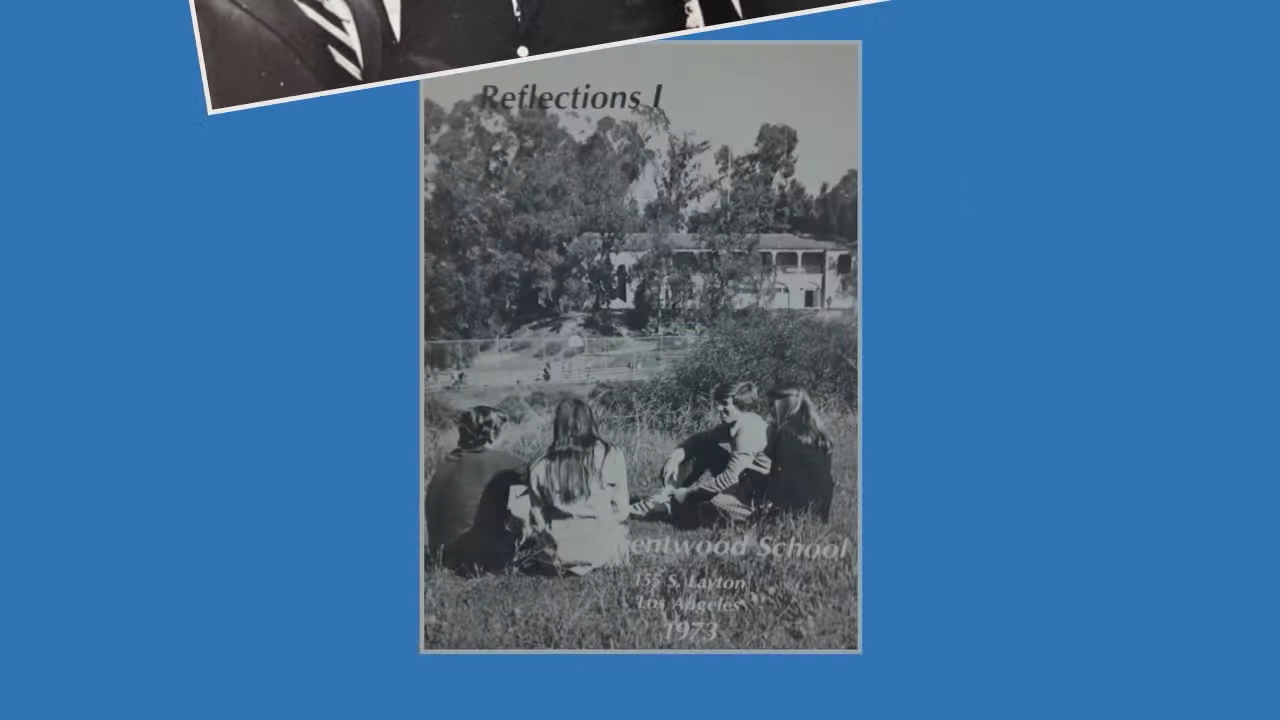 Reflections I
entwood School
155 S. Layton
Los Angeles
1973